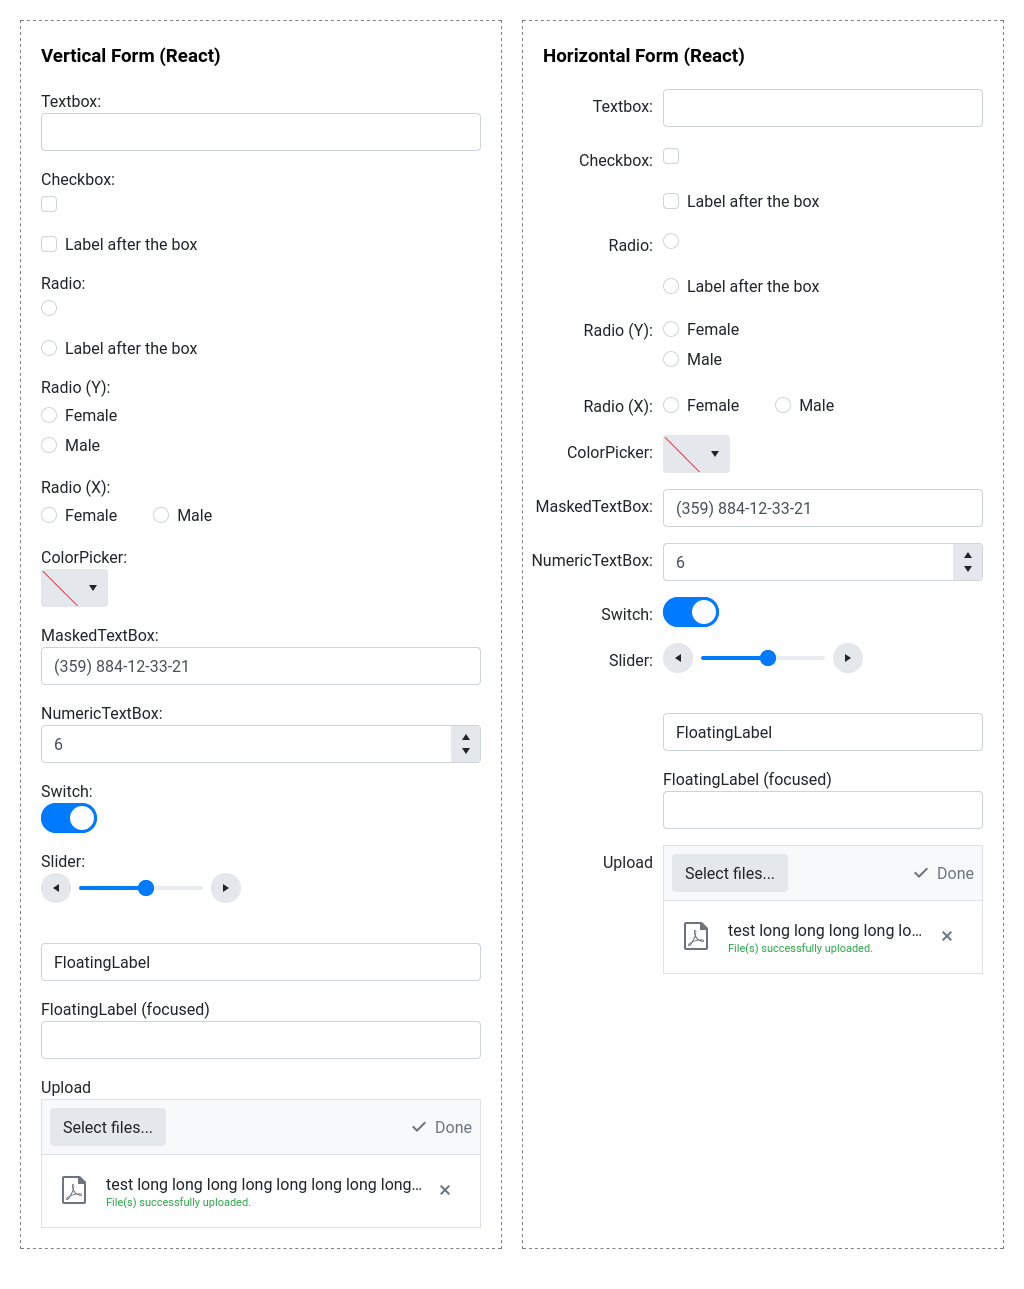 Vertical Form (React)
Textbox:
Checkbox:
Label after the box
Radio:
Label after the box
Radio (Y):
Female
Male
Radio (X):
Female Male
ColorPicker:
MaskedTextBox:
(359) 884-12-33-21
NumericTextBox:
6
Switch:
Slider:
FloatingLabel
FloatingLabel (focused)
Upload
Select files... Done
test long long long long long long long long...
File(s) successfully uploaded.
Horizontal Form (React)
Textbox:
Checkbox:
Label after the box
Radio:
Label after the box
Radio (Y): Female
Male
Radio (X): Female Male
ColorPicker:
MaskedTextBox: (359) 884-12-33-21
NumericTextBox: 6
Switch:
Slider:
FloatingLabel
FloatingLabel (focused)
Upload Select files... Done
test long long long long lo...
File(s) successfully uploaded.